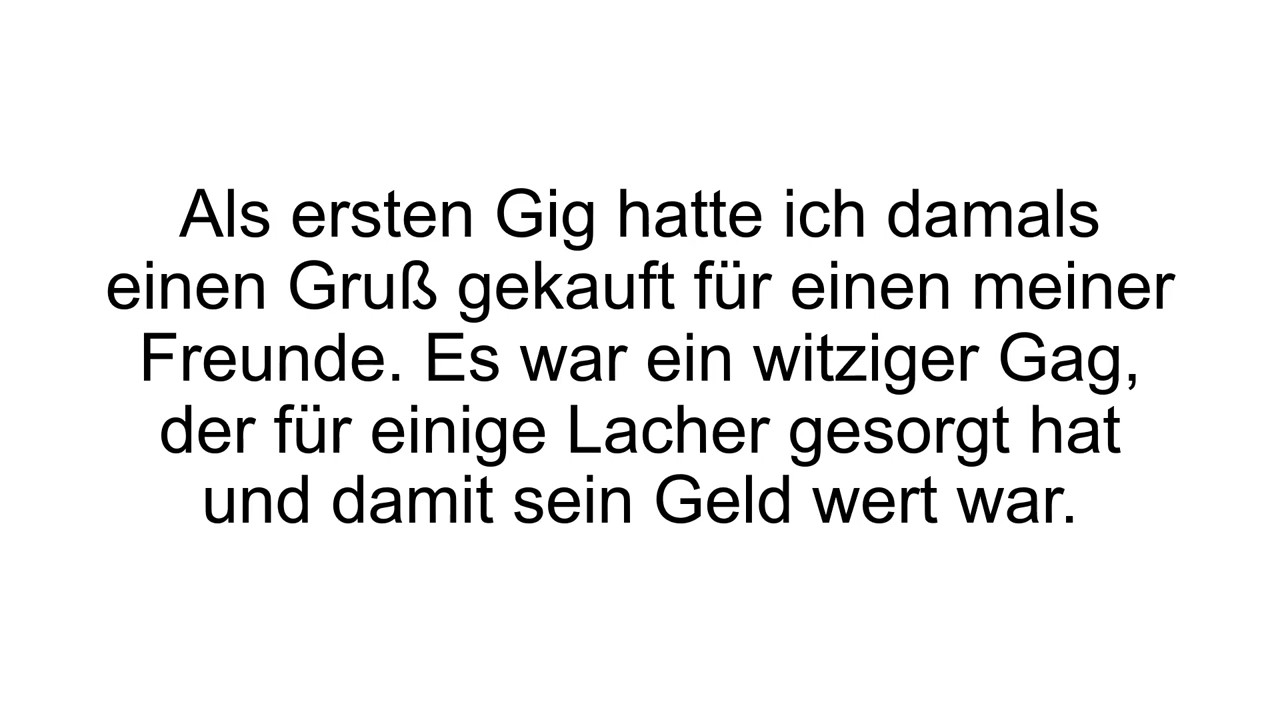 Als ersten Gig hatte ich damals
einen Gruß gekauft für einen meiner
Freunde. Es war ein witziger Gag,
der für einige Lacher gesorgt hat
und damit sein Geld wert war.